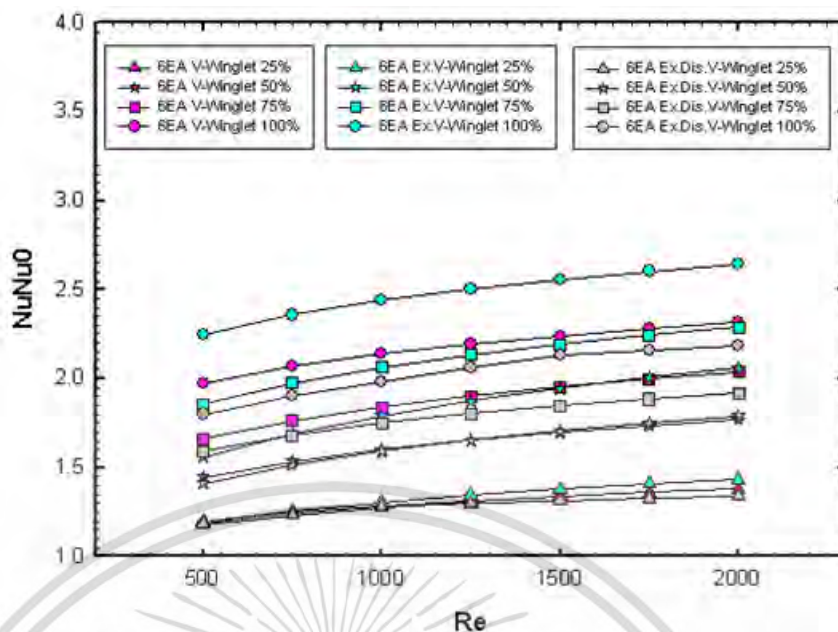 4.0
3.5
3.0
2.5
2.0
1.5
1.0
NuNu0
6EA V-Winglet 25%
6EA V-Winglet 50%
6EA V-Winglet 75%
6EA V-Winglet 100%
6EA Ex.V-Winglet 25%
6EA Ex.V-Winglet 50%
6EA Ex.V-Winglet 75%
6EA Ex.V-Winglet 100%
6EA Ex.Dis.V-Winglet 25%
6EA Ex.Dis.V-Winglet 50%
6EA Ex.Dis.V-Winglet 75%
6EA Ex.Dis.V-Winglet 100%
500 1000 1500 2000
Re